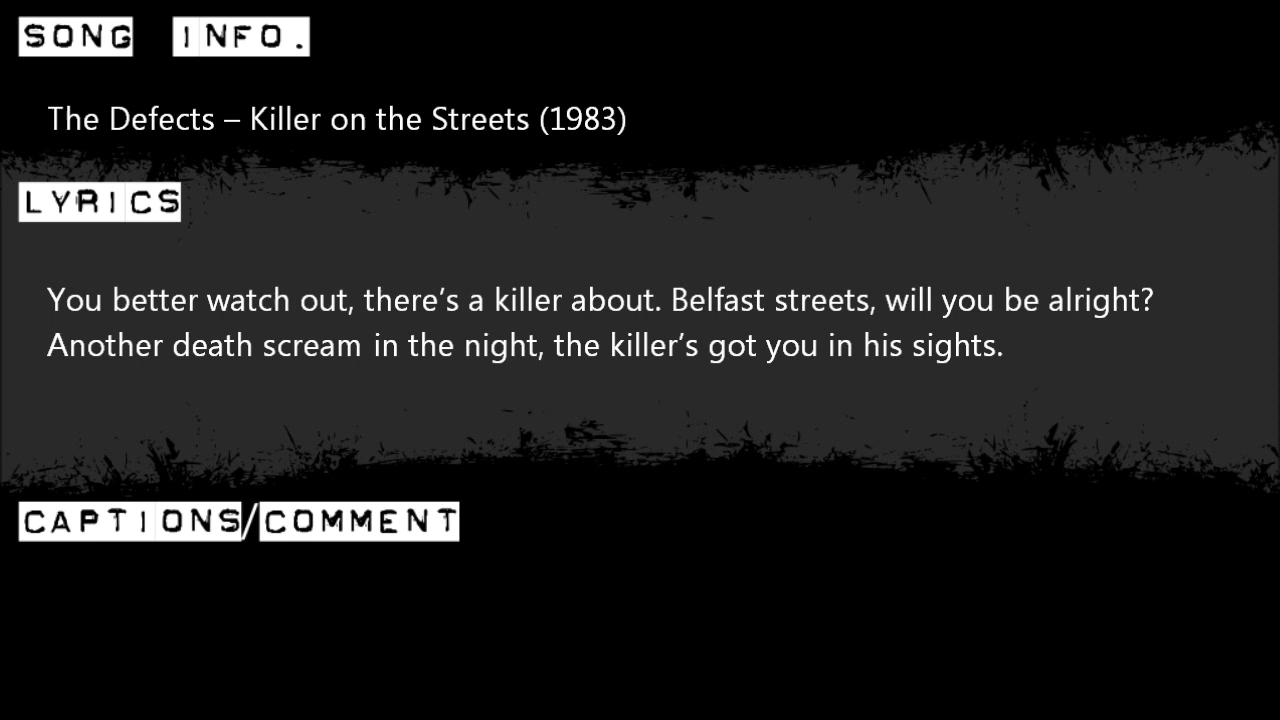 SONG INFO.
The Defects – Killer on the Streets (1983)
LYRICS
You better watch out, there’s a killer about. Belfast streets, will you be alright?
Another death scream in the night, the killer’s got you in his sights.
CAPTIONS/COMMENT